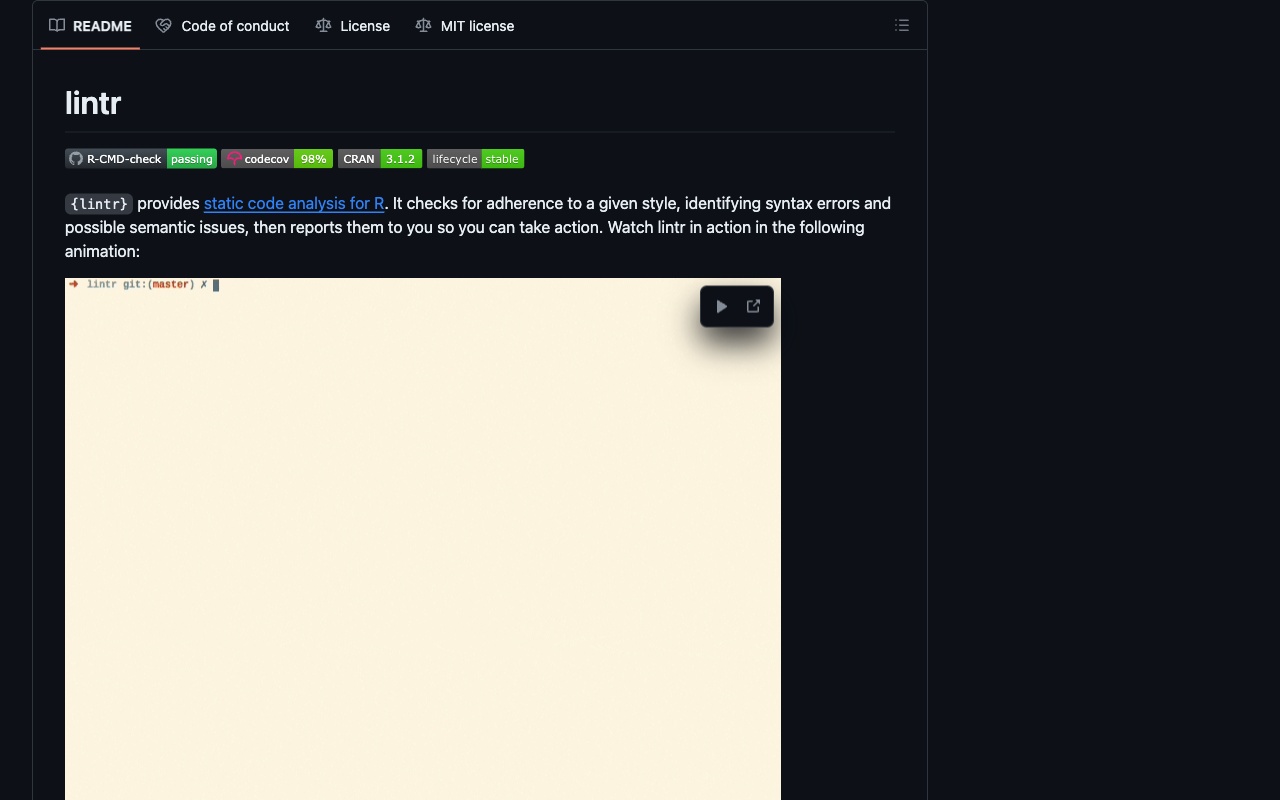 README Code of conduct License MIT license
lintr
R-CMD-check passing codecov 98% CRAN 3.1.2 lifecycle stable
{lintr} provides static code analysis for R. It checks for adherence to a given style, identifying syntax errors and
possible semantic issues, then reports them to you so you can take action. Watch lintr in action in the following
animation:
➜ lintr git:(master) ✗